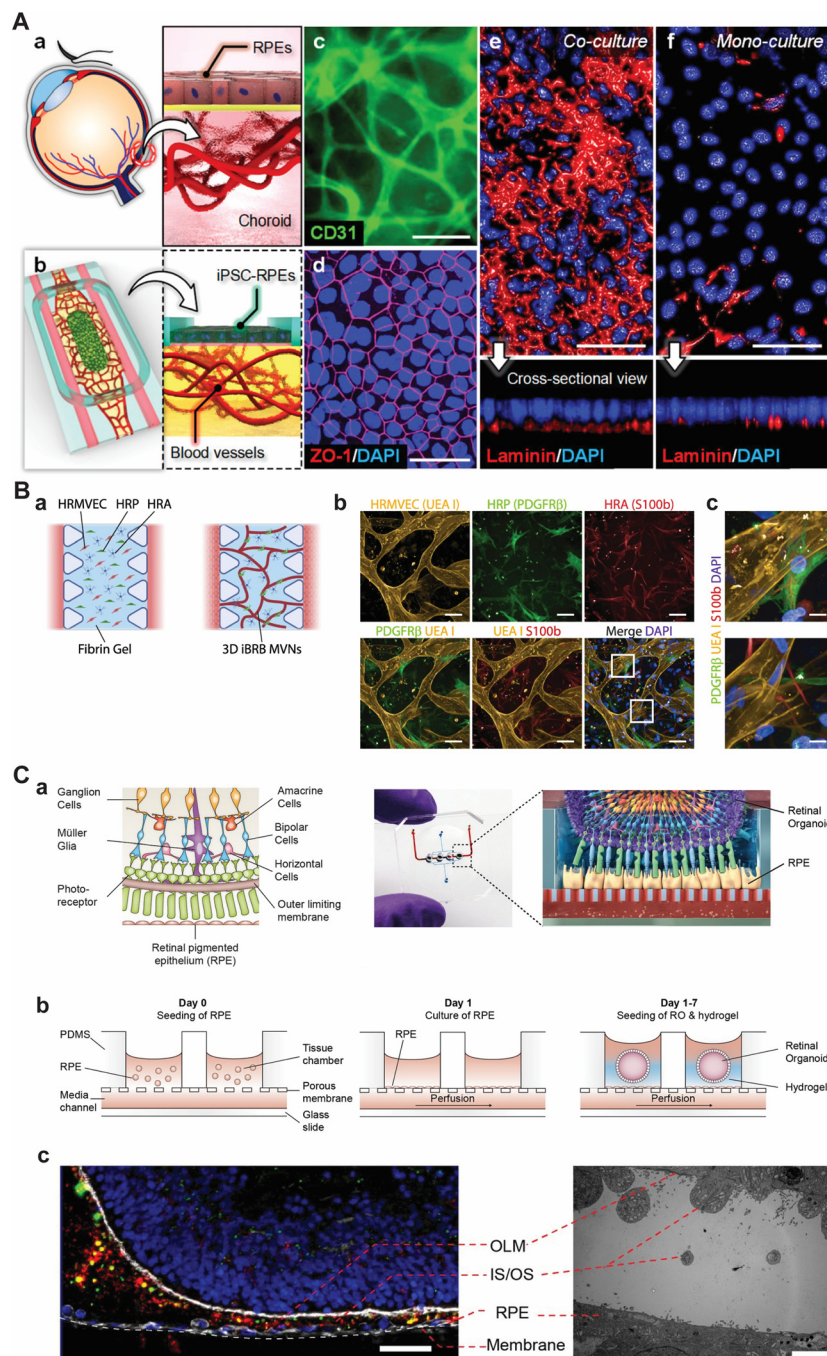 A
a
RPEs
Choroid
c
CD31
e
Co-culture
f
Mono-culture
b
iPSC-RPEs
Blood vessels
d
ZO-1/DAPI
Cross-sectional view
Laminin/DAPI
Laminin/DAPI
B
a
HRMVEC
HRP
HRA
Fibrin Gel
3D iBRB MVNs
b
HRMVEC (UEA I)
HRP (PDGFRβ)
HRA (S100b)
PDGFRβ UEA I
UEA I S100b
Merge DAPI
c
PDGFRβ UEA I S100b DAPI
C
a
Ganglion
Cells
Müller
Glia
Photo-
receptor
Amacrine
Cells
Bipolar
Cells
Horizontal
Cells
Outer limiting
membrane
Retinal pigmented
epithelium (RPE)
Retinal
Organoid
RPE
b
Day 0
Seeding of RPE
PDMS
RPE
Media
channel
Tissue
chamber
Porous
membrane
Glass
slide
Day 1
Culture of RPE
RPE
Perfusion
Day 1-7
Seeding of RO & hydrogel
Retinal
Organoid
Hydrogel
Perfusion
c
OLM
IS/OS
RPE
Membrane